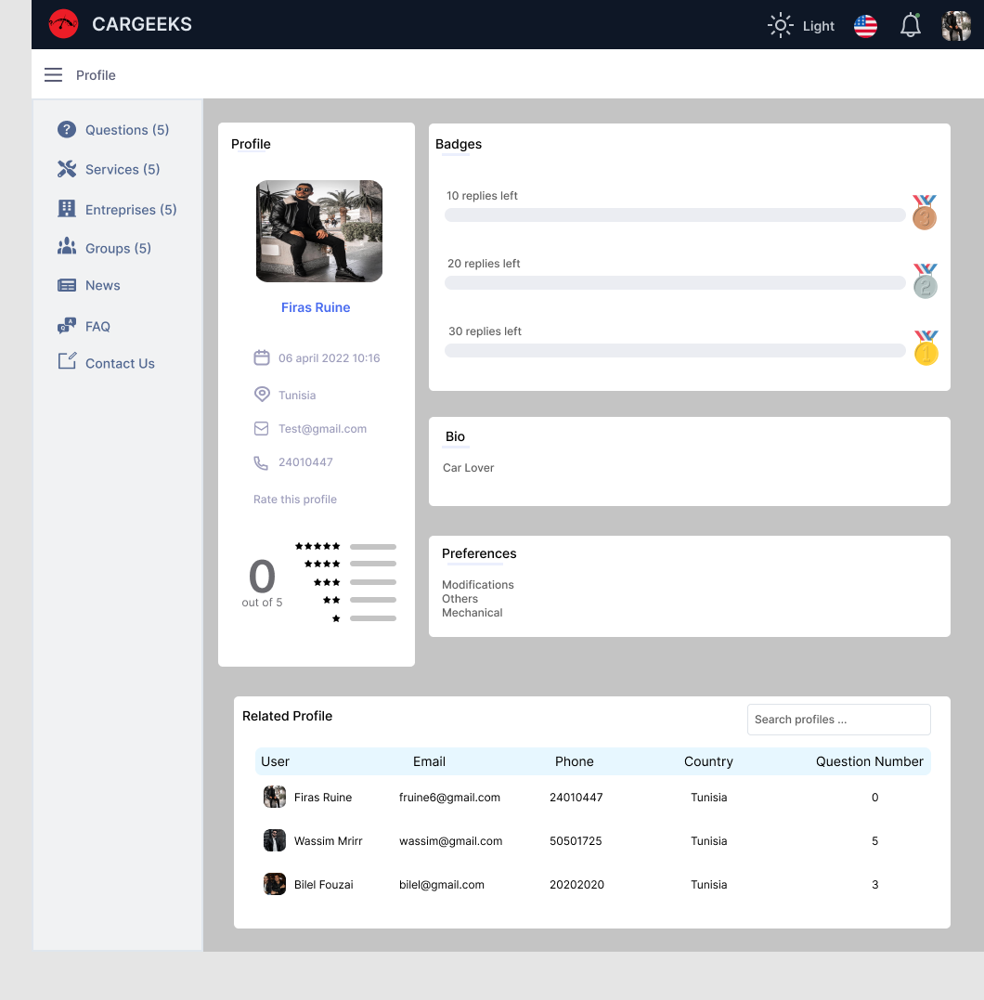 CARGEEKS
Light
Profile
Questions (5)
Services (5)
Entreprises (5)
Groups (5)
News
FAQ
Contact Us
Profile
Firas Ruine
06 april 2022 10:16
Tunisia
Test@gmail.com
24010447
Rate this profile
0
out of 5
Badges
10 replies left
3
20 replies left
2
30 replies left
1
Bio
Car Lover
Preferences
Modifications
Others
Mechanical
Related Profile
Search profiles ...
User Email Phone Country Question Number
Firas Ruine fruine6@gmail.com 24010447 Tunisia 0
Wassim Mrirr wassim@gmail.com 50501725 Tunisia 5
Bilel Fouzai bilel@gmail.com 20202020 Tunisia 3